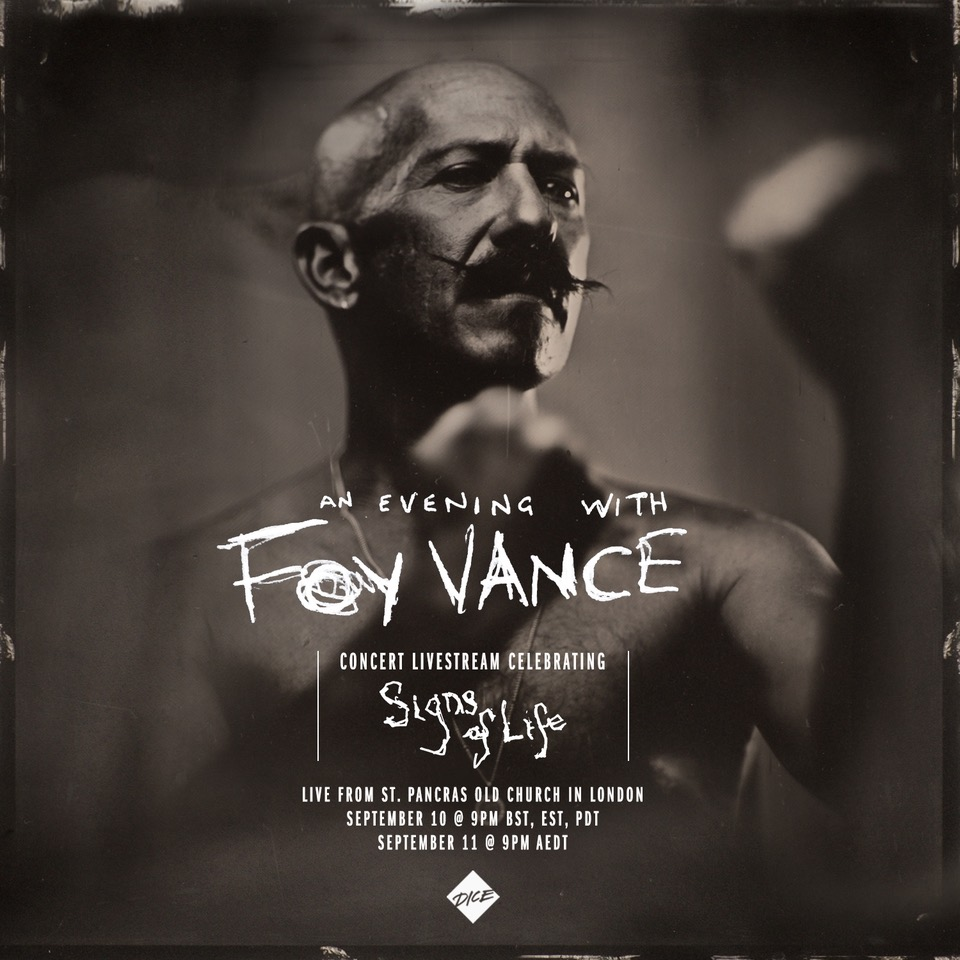 AN EVENING WITH
FOY VANCE
CONCERT LIVESTREAM CELEBRATING
Signs
of Life
LIVE FROM ST. PANCRAS OLD CHURCH IN LONDON
SEPTEMBER 10 @ 9PM BST, EST, PDT
SEPTEMBER 11 @ 9PM AEDT
DICE